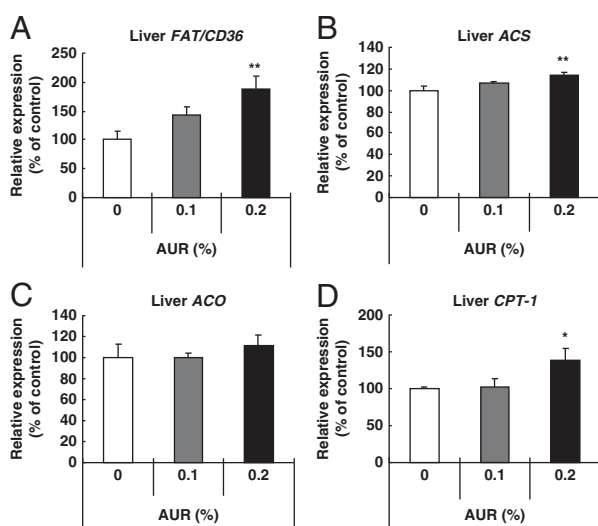 A
Liver FAT/CD36
Relative expression
(% of control)
250
200
150
100
50
0
**
0 0.1 0.2
AUR (%)
B
Liver ACS
Relative expression
(% of control)
140
120
100
80
60
40
20
0
**
0 0.1 0.2
AUR (%)
C
Liver ACO
Relative expression
(% of control)
140
120
100
80
60
40
20
0
0 0.1 0.2
AUR (%)
D
Liver CPT-1
Relative expression
(% of control)
200
150
100
50
0
*
0 0.1 0.2
AUR (%)